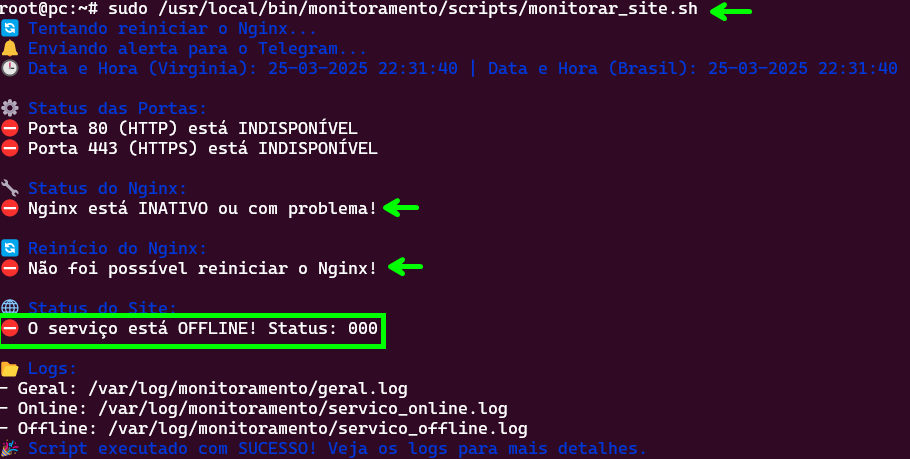 root@pc:~# sudo /usr/local/bin/monitoramento/scripts/monitorar_site.sh
Tentando reiniciar o Nginx...
Enviando alerta para o Telegram...
Data e Hora (Virginia): 25-03-2025 22:31:40 | Data e Hora (Brasil): 25-03-2025 22:31:40
Status das Portas:
Porta 80 (HTTP) está INDISPONÍVEL
Porta 443 (HTTPS) está INDISPONÍVEL
Status do Nginx:
Nginx está INATIVO ou com problema!
Reinicio do Nginx:
Não foi possível reiniciar o Nginx!
Status do Site:
O serviço está OFFLINE! Status: 000
Logs:
- Geral: /var/log/monitoramento/geral.log
- Online: /var/log/monitoramento/servico_online.log
- Offline: /var/log/monitoramento/servico_offline.log
Script executado com SUCESSO! Veja os logs para mais detalhes.